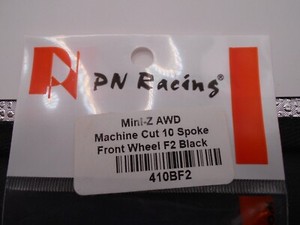 PN Racing®
Mini-Z AWD
Machine Cut 10 Spoke
Front Wheel F2 Black
410BF2